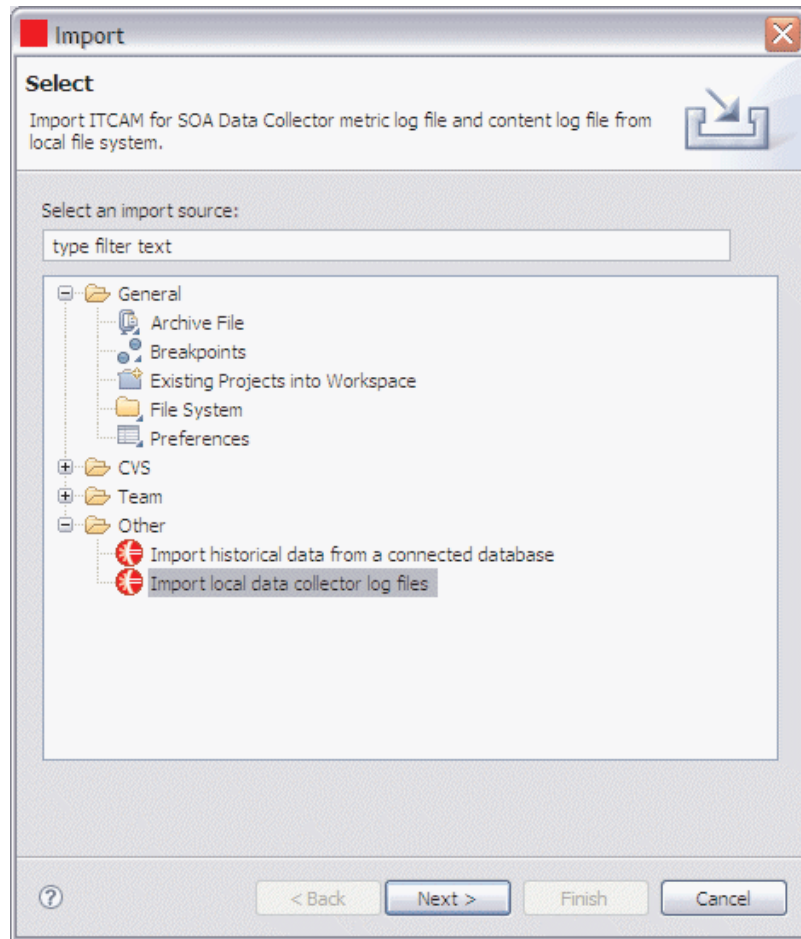 Import
Select
Import ITCAM for SOA Data Collector metric log file and content log file from
local file system.
Select an import source:
type filter text
General
Archive File
Breakpoints
Existing Projects into Workspace
File System
Preferences
CVS
Team
Other
Import historical data from a connected database
Import local data collector log files
?
< Back
Next >
Finish
Cancel